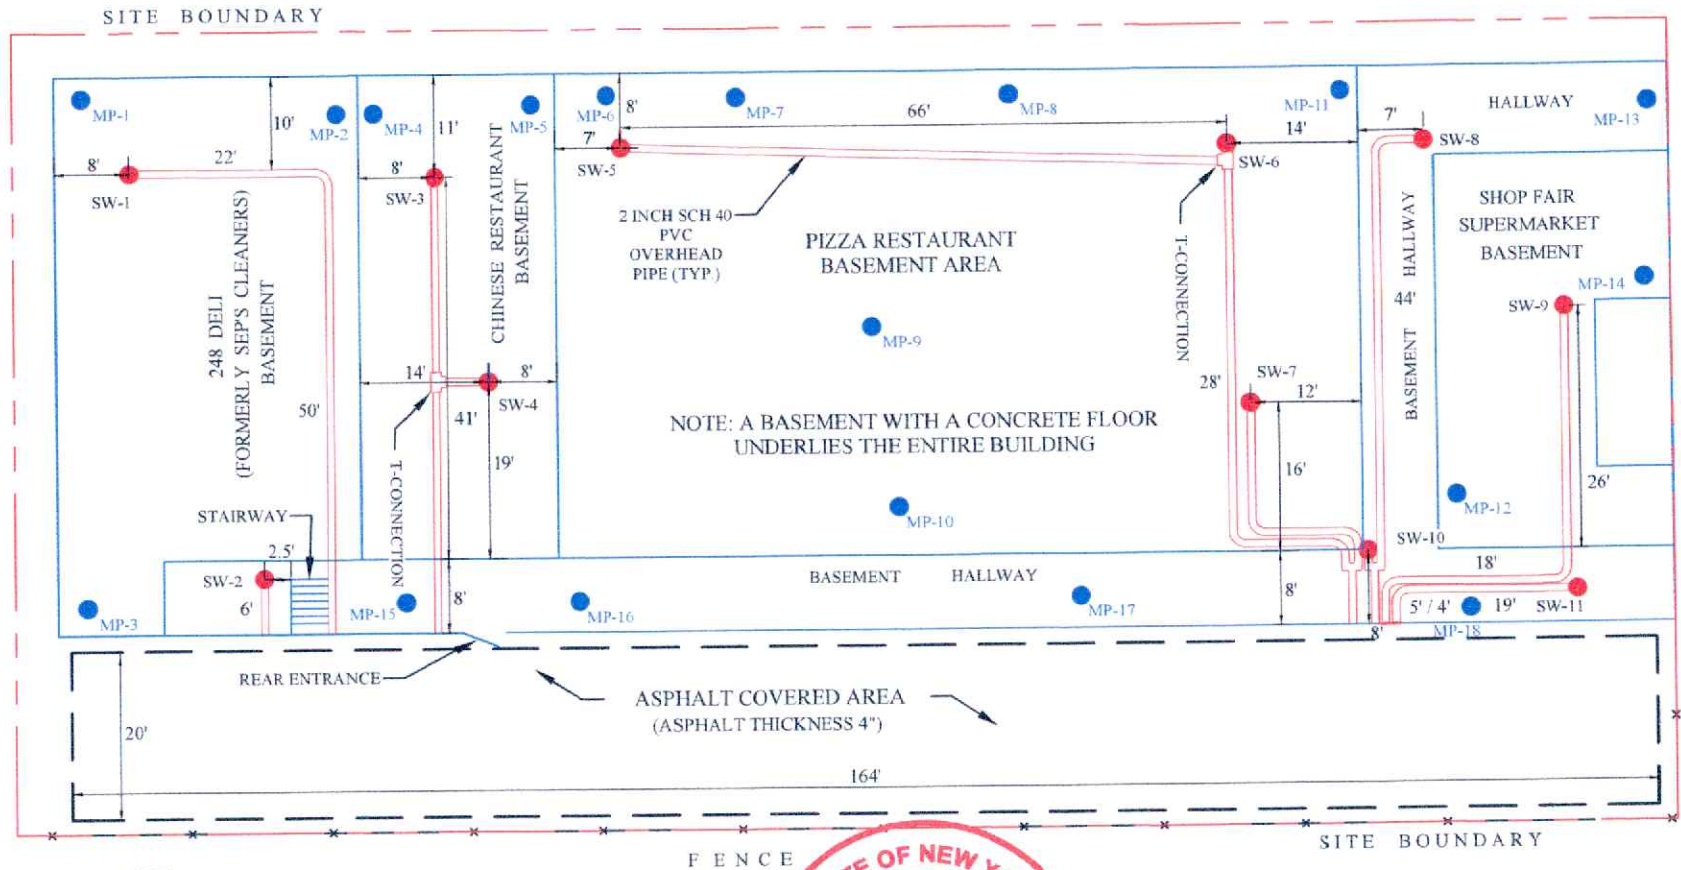 SITE BOUNDARY
MP-1
10'
MP-2
MP-4
11'
MP-5
MP-6
8'
MP-7
66'
MP-8
MP-11
14'
7'
HALLWAY
MP-13
8'
22'
SW-1
8'
SW-3
CHINESE RESTAURANT
BASEMENT
7'
SW-5
SW-6
SW-8
2 INCH SCH 40
PVC
OVERHEAD
PIPE (TYP.)
PIZZA RESTAURANT
BASEMENT AREA
T-CONNECTION
BASEMENT 44' HALLWAY
SHOP FAIR
SUPERMARKET
BASEMENT
MP-14
SW-9
248 DELI
(FORMERLY SEP'S CLEANERS)
BASEMENT
50'
14'
8'
SW-4
41'
19'
T-CONNECTION
MP-9
NOTE: A BASEMENT WITH A CONCRETE FLOOR
UNDERLIES THE ENTIRE BUILDING
28'
SW-7
12'
16'
MP-10
26'
MP-12
STAIRWAY
2.5'
SW-2
6'
MP-3
MP-15
8'
MP-16
BASEMENT HALLWAY
MP-17
8'
SW-10
18'
5' / 4'
19'
SW-11
8'
MP-18
REAR ENTRANCE
ASPHALT COVERED AREA
(ASPHALT THICKNESS 4")
20'
164'
FENCE
SITE BOUNDARY
OF NEW